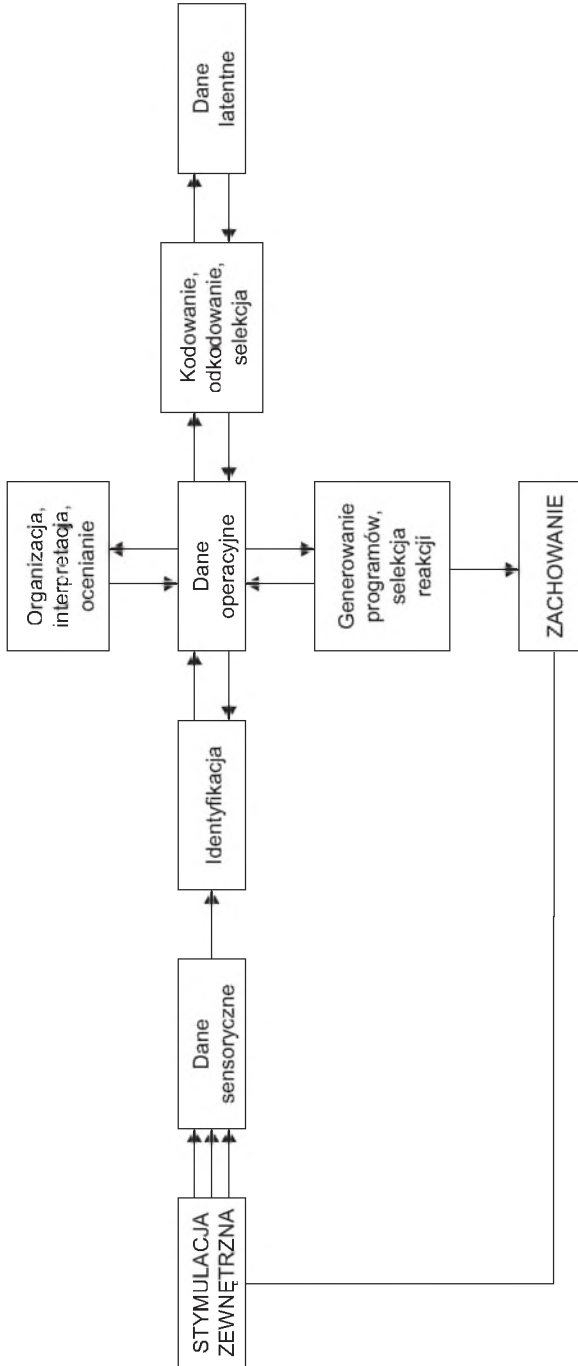 STYMULACJA
ZEWNĘTRZNA
Dane
sensoryczne
Identyfikacja
Organizacja,
interpretacja,
ocenianie
Dane
operacyjne
Generowanie
programów,
selekcja
reakcji
ZACHOWANIE
Kodowanie,
odkodowanie,
selekcja
Dane
latentne